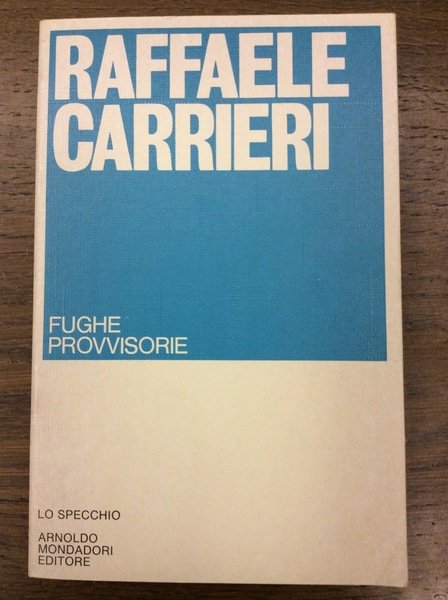 RAFFAELE
CARRIERI
FUGHE
PROVVISORIE
LO SPECCHIO
ARNOLDO
MONDADORI
EDITORE